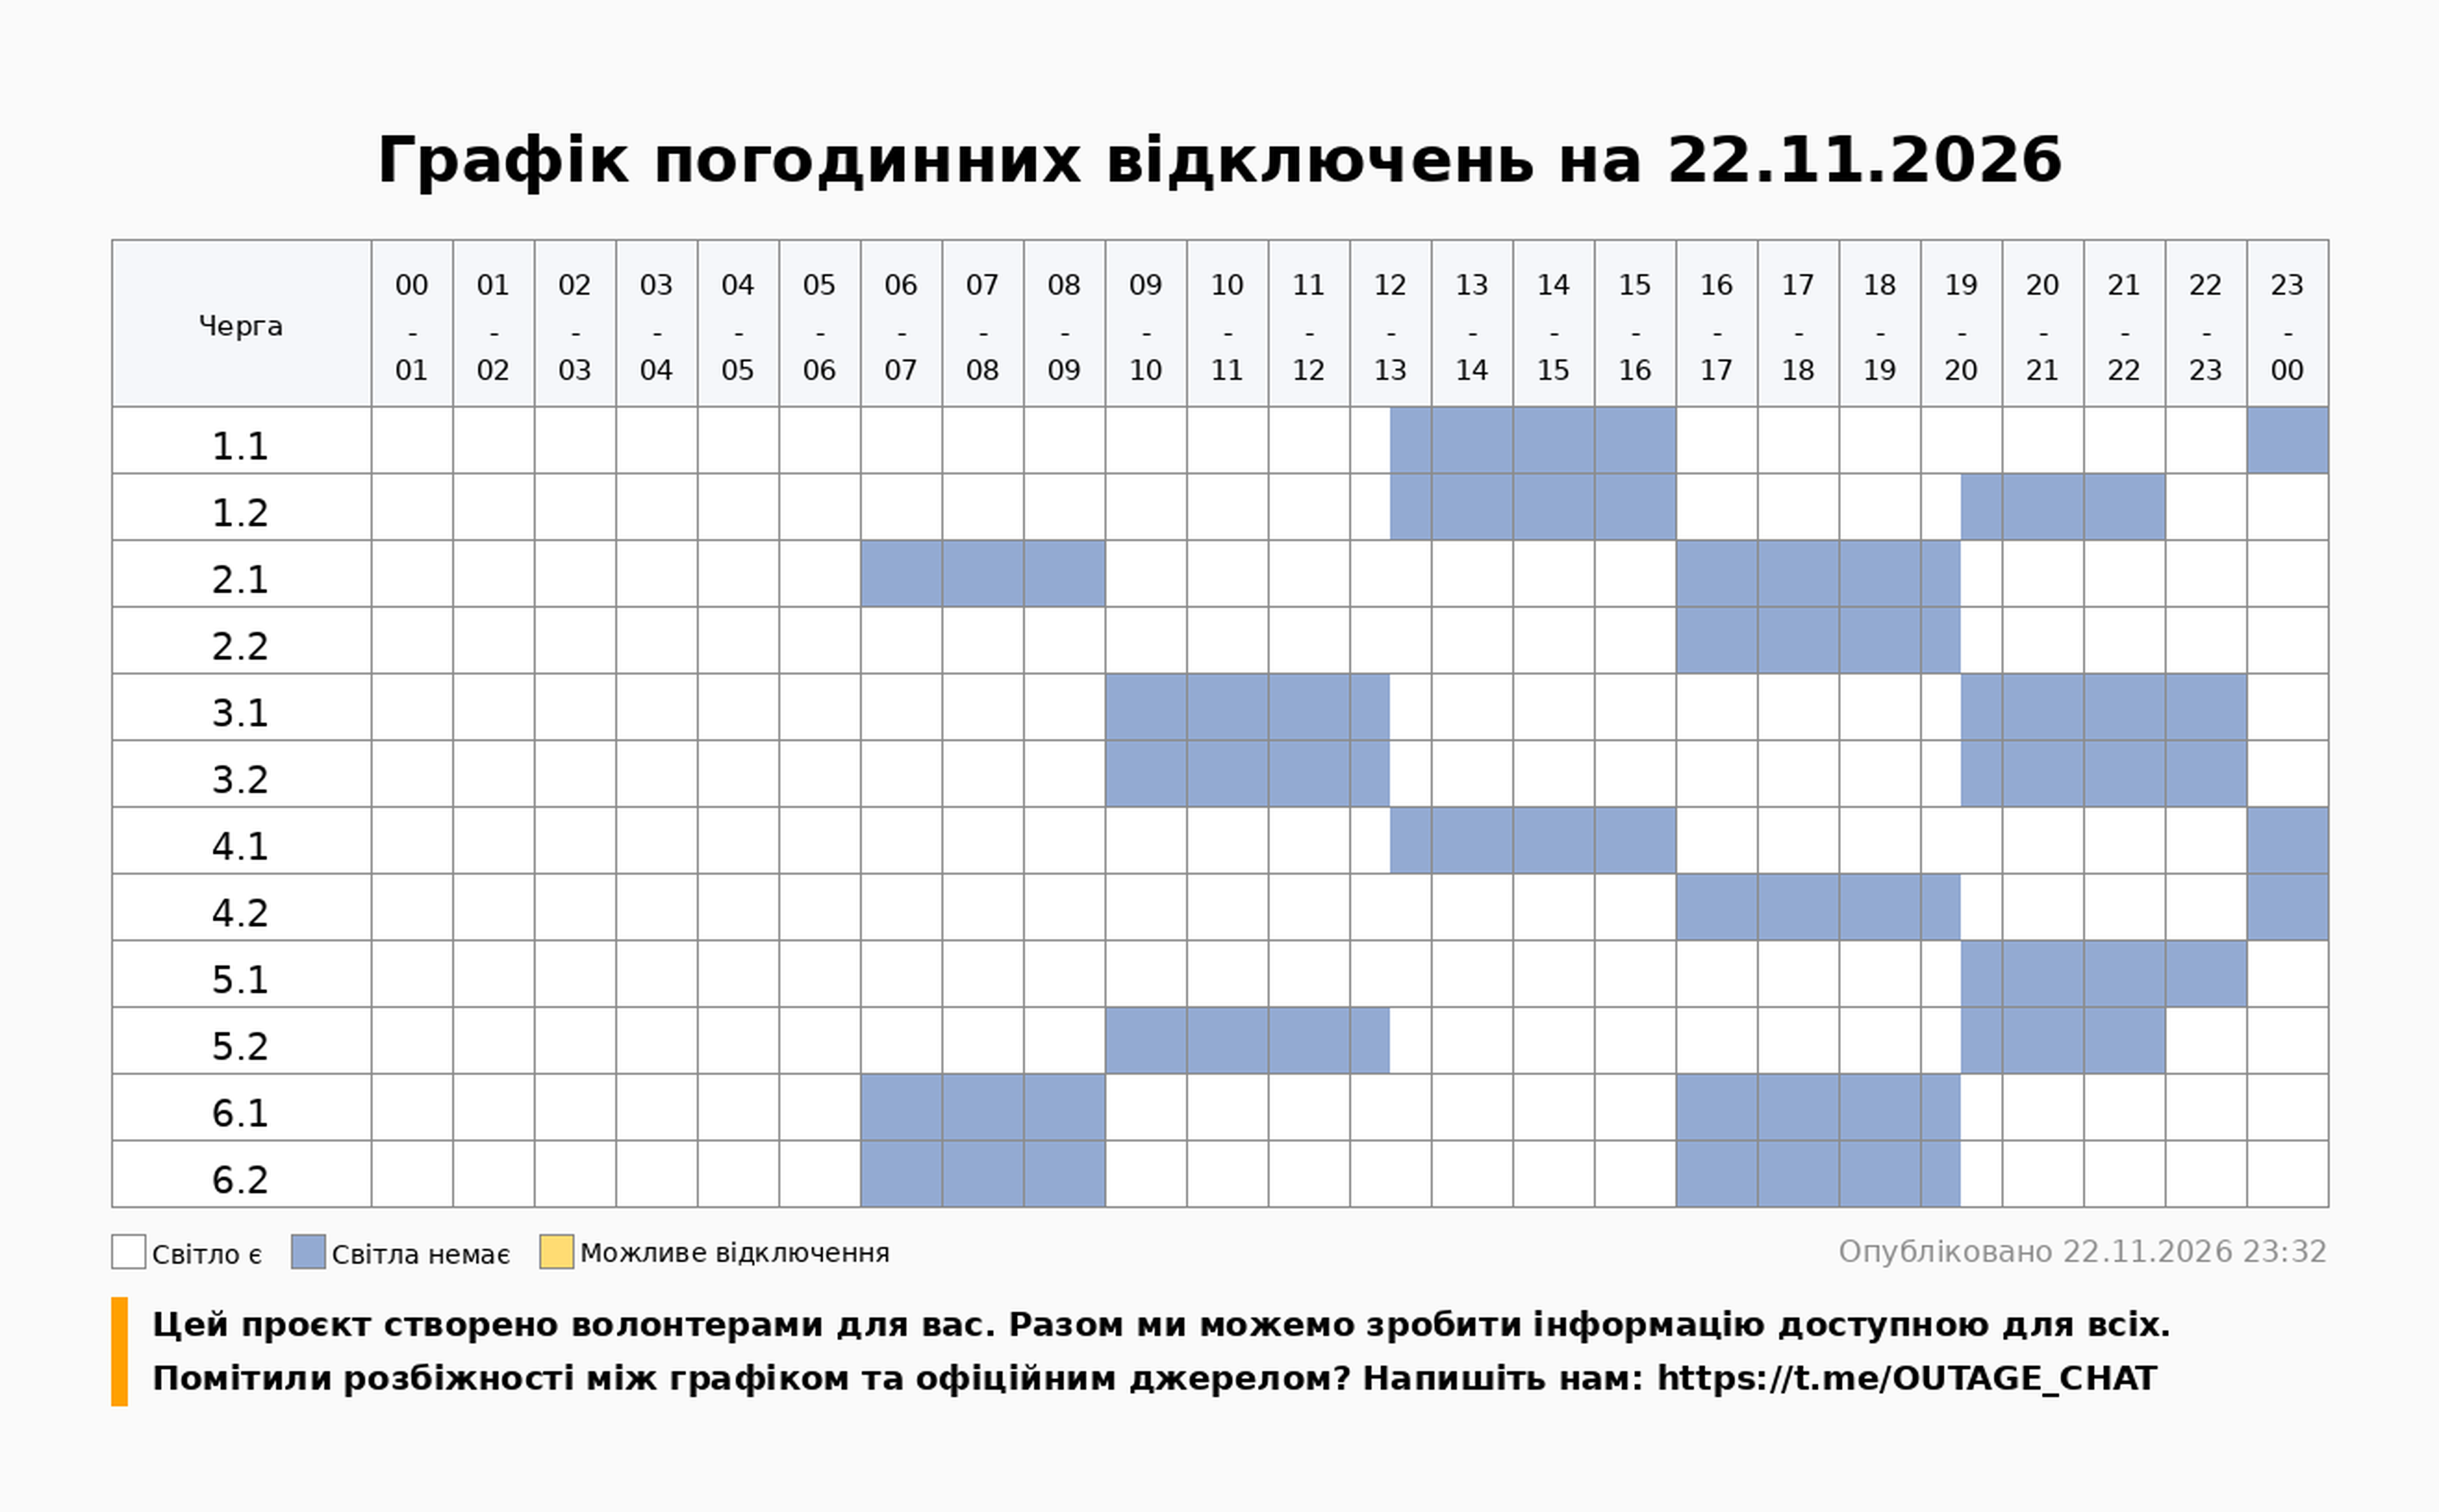 Графік погодинних відключень на 22.11.2026
Черга
00 - 01
01 - 02
02 - 03
03 - 04
04 - 05
05 - 06
06 - 07
07 - 08
08 - 09
09 - 10
10 - 11
11 - 12
12 - 13
13 - 14
14 - 15
15 - 16
16 - 17
17 - 18
18 - 19
19 - 20
20 - 21
21 - 22
22 - 23
23 - 00
1.1
1.2
2.1
2.2
3.1
3.2
4.1
4.2
5.1
5.2
6.1
6.2
Світло є
Світла немає
Можливе відключення
Опубліковано 22.11.2026 23:32
Цей проєкт створено волонтерами для вас. Разом ми можемо зробити інформацію доступною для всіх.
Помітили розбіжності між графіком та офіційним джерелом? Напишіть нам: https://t.me/OUTAGE_CHAT